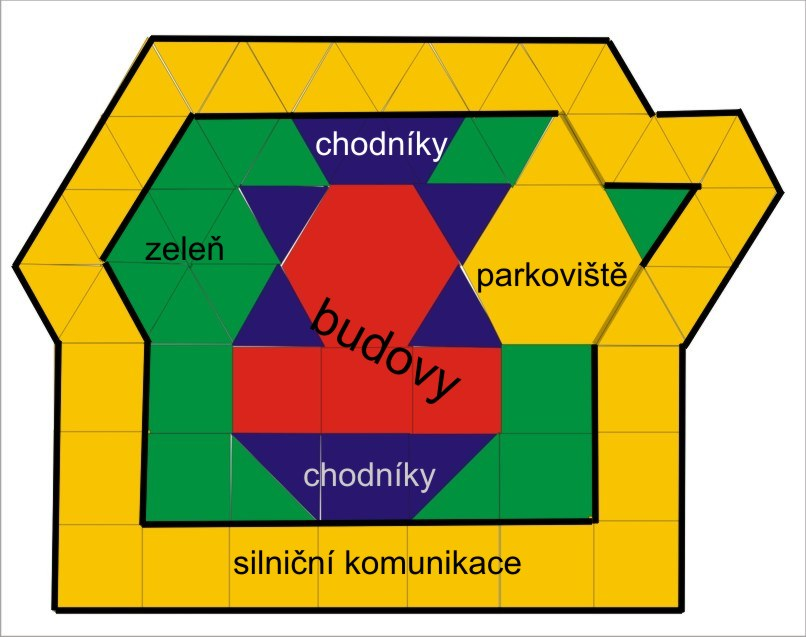 chodníky
zeleň
parkoviště
budovy
chodníky
silniční komunikace